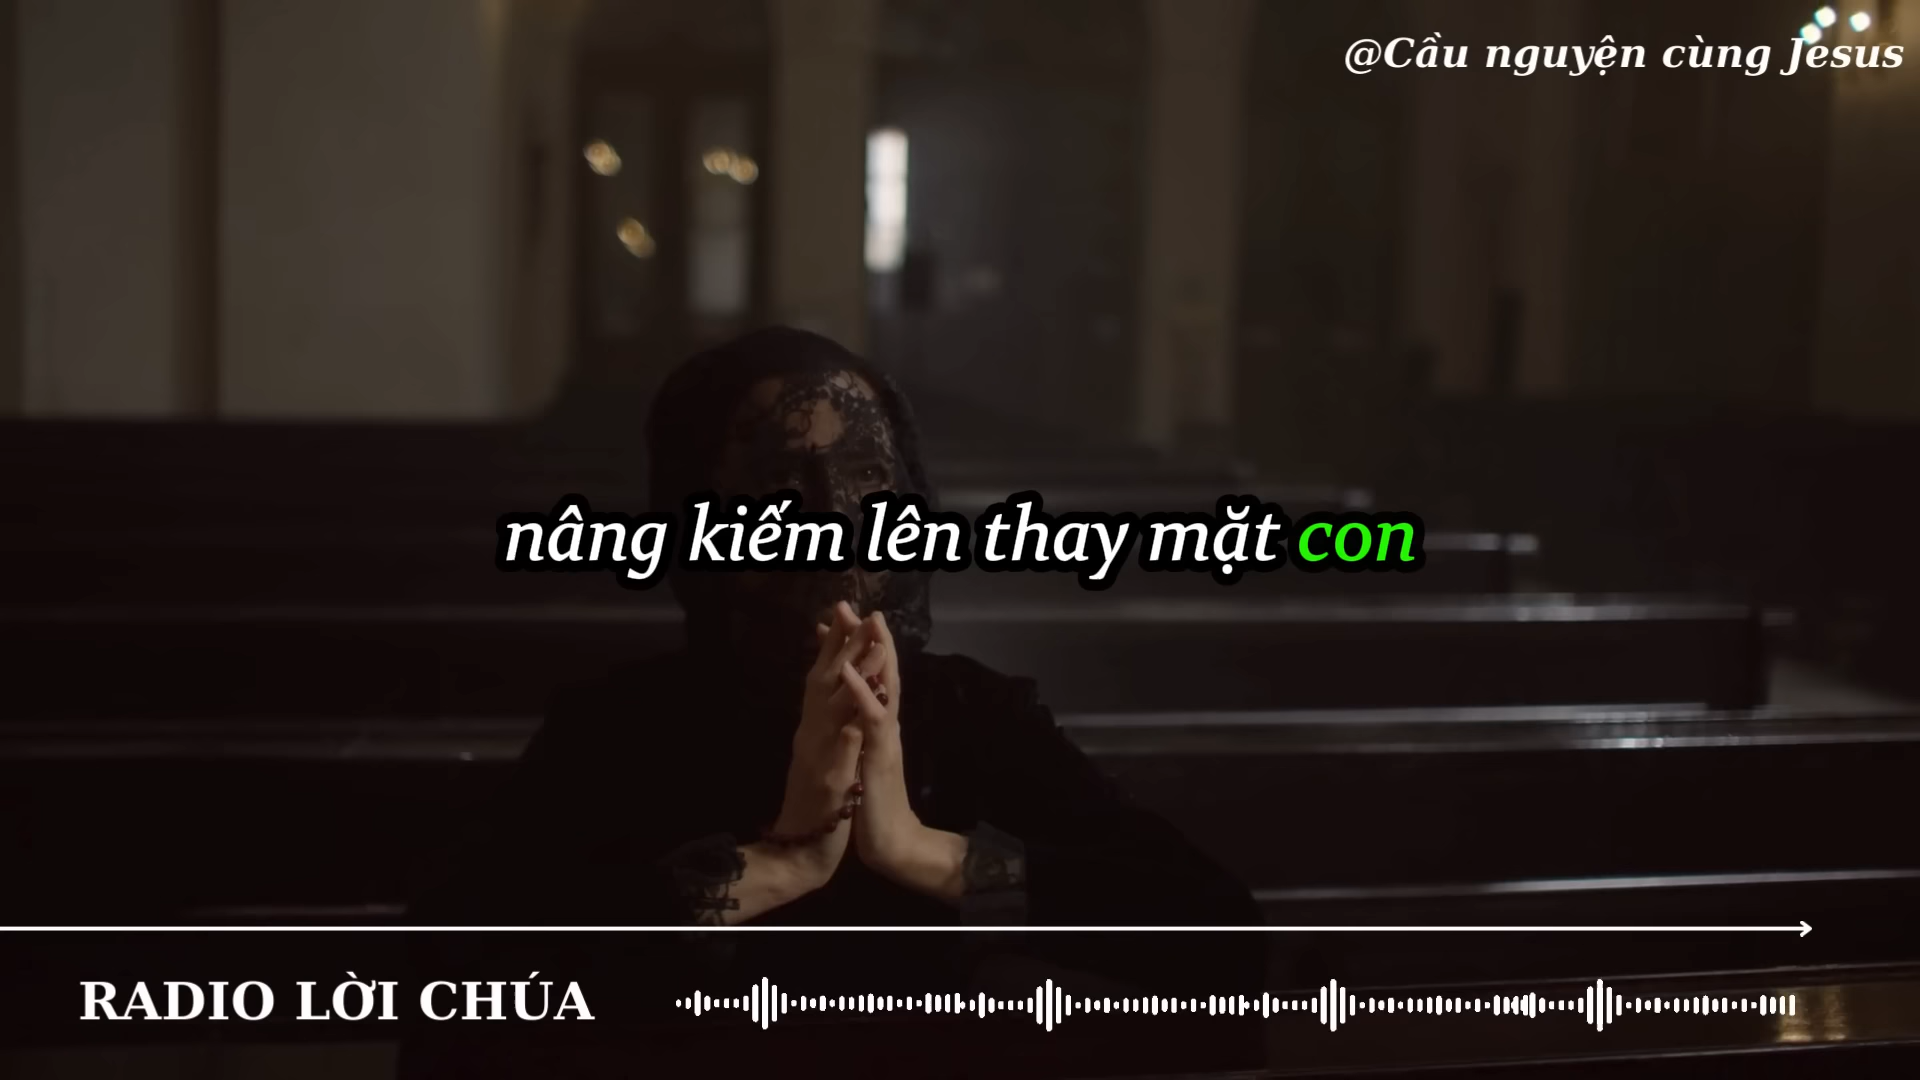 @Cầu nguyện cùng Jesus
nâng kiếm lên thay mặt con
RADIO LỜI CHÚA